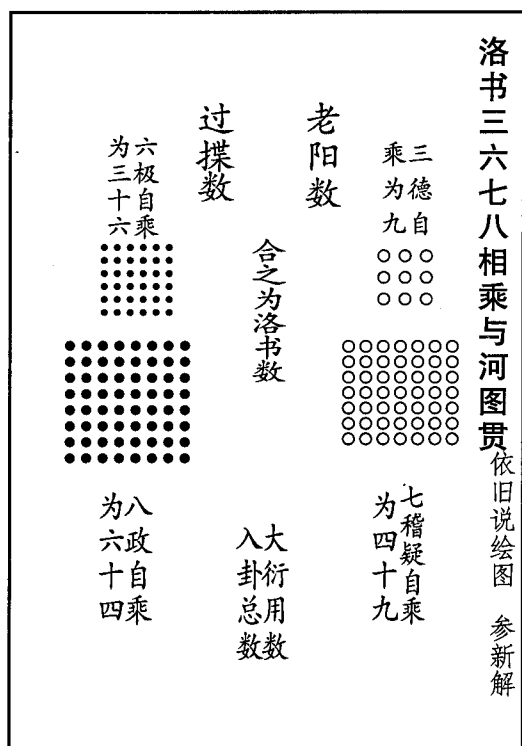 洛书三六七八相乘与河图贯
依旧说绘图 参新解
三德自
乘为九
老阳数
过揲数
六极自乘
为三十六
合之为洛书数
七稽疑自乘
为四十九
大衍用数
入卦总数
八政自乘
为六十四